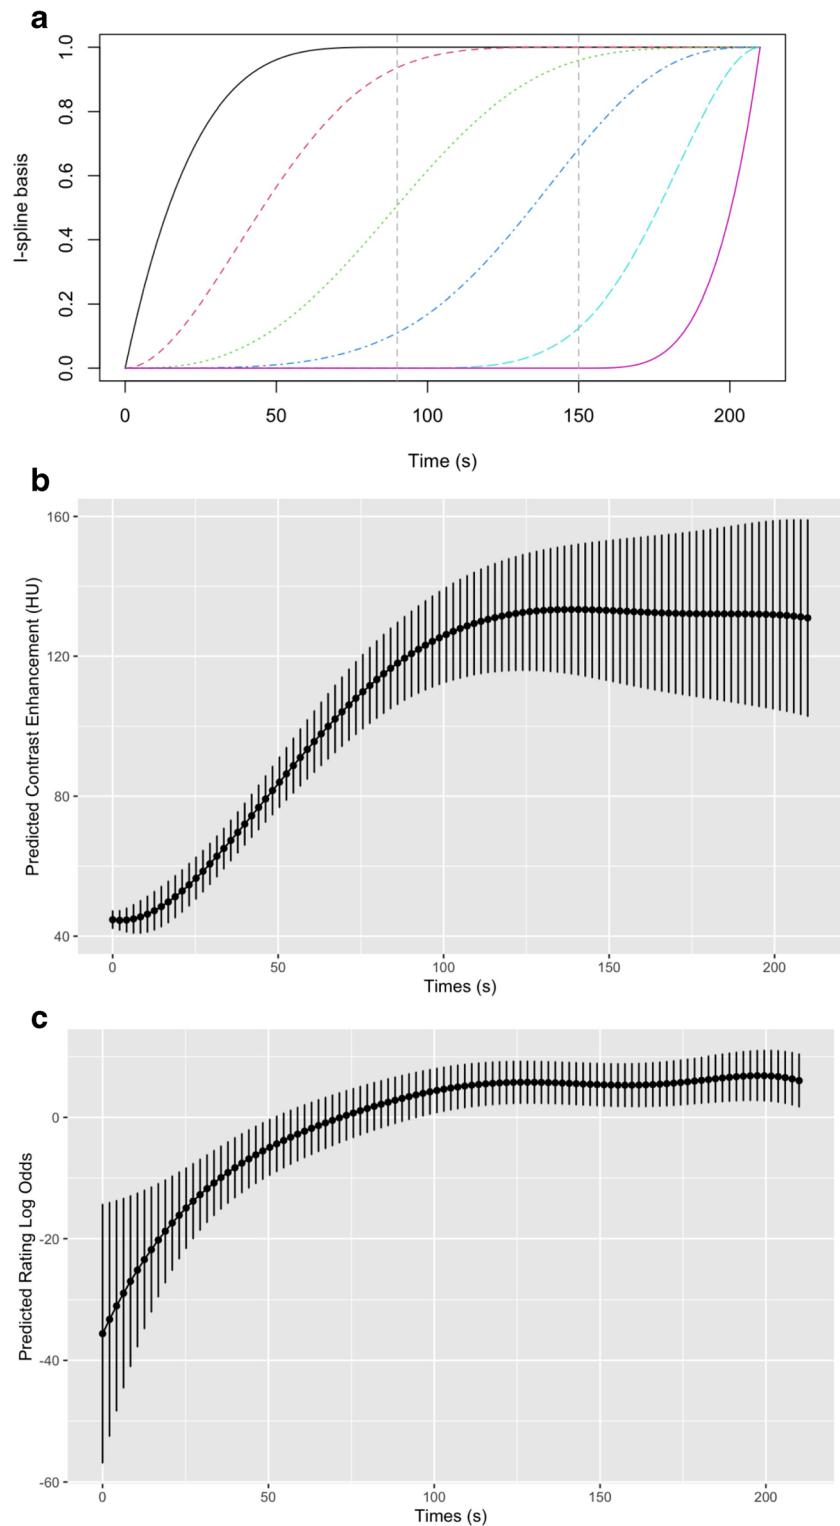 a
I-spline basis
1.0
0.8
0.6
0.4
0.2
0.0
0 50 100 150 200
Time (s)
b
Predicted Contrast Enhancement (HU)
160
120
80
40
0 50 100 150 200
Times (s)
c
Predicted Rating Log Odds
0
-20
-40
-60
0 50 100 150 200
Times (s)